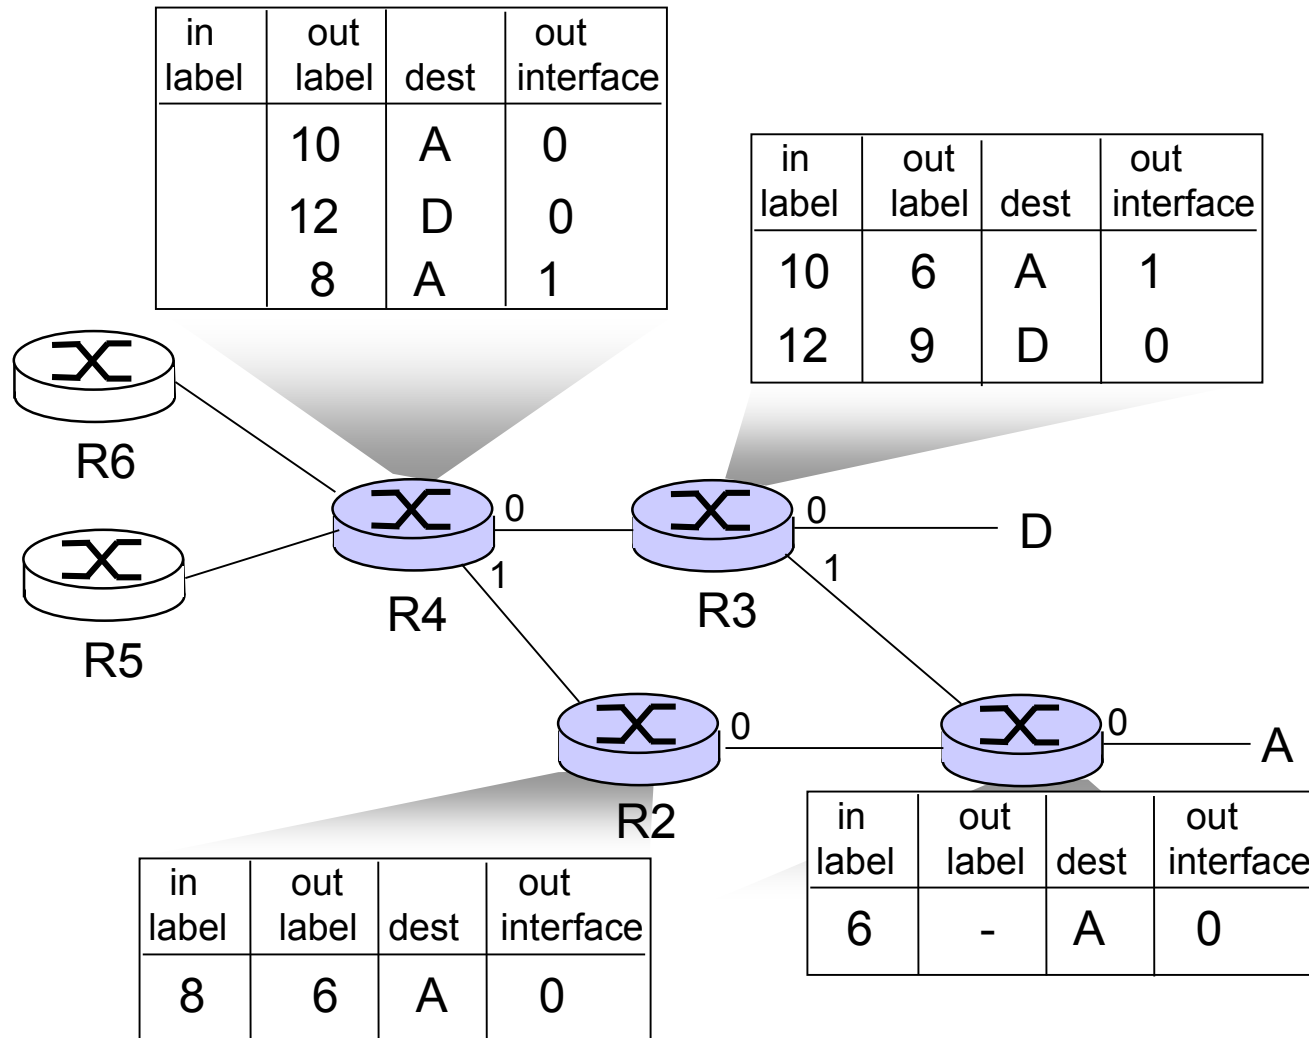 in out out
label label dest interface
10 A 0
12 D 0
8 A 1
in out out
label label dest interface
10 6 A 1
12 9 D 0
R6
0
0
D
1
1
R4
R3
R5
0
0
A
R2
in out out
label label dest interface
6 - A 0
in out out
label label dest interface
8 6 A 0